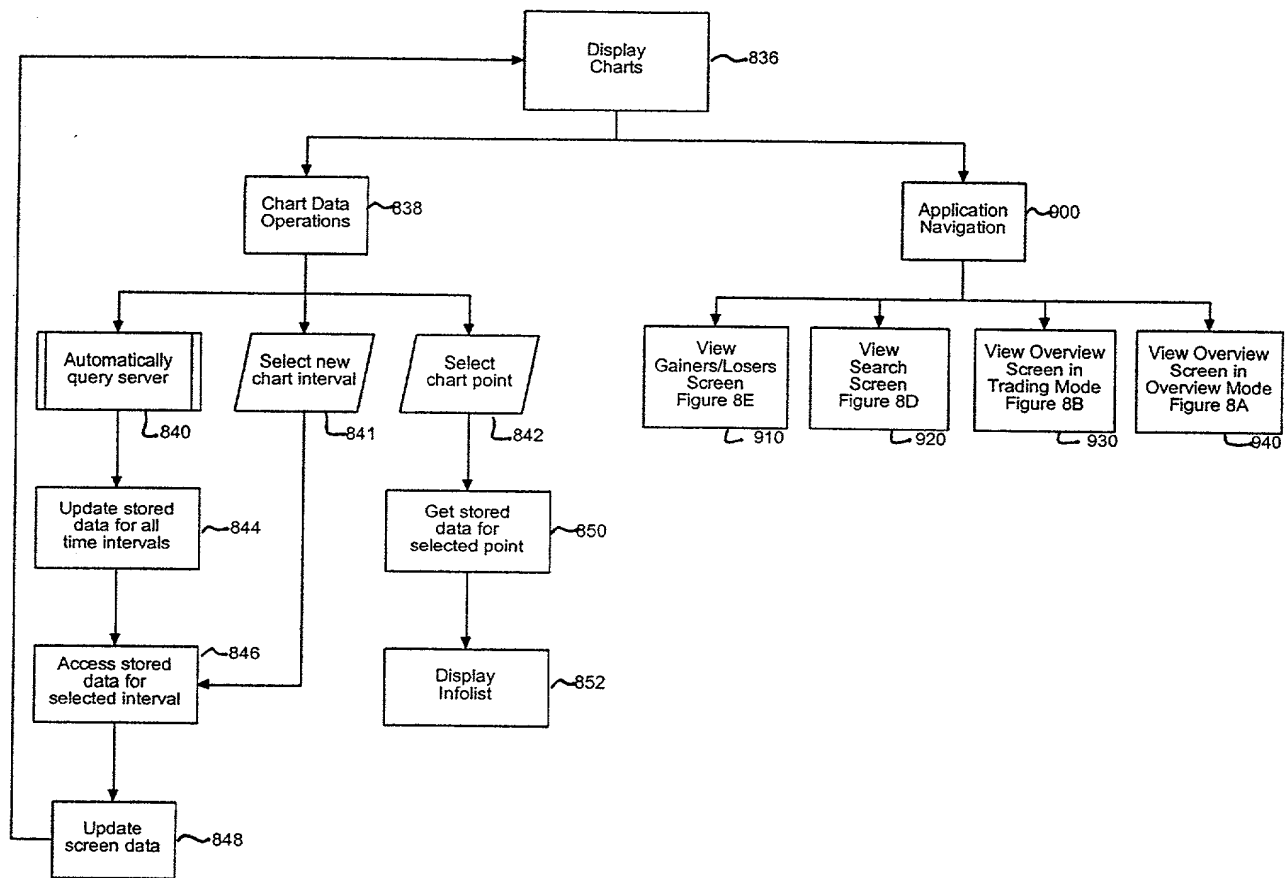 Display
Charts
836
Chart Data
Operations
838
Application
Navigation
900
Automatically
query server
840
Select new
chart interval
841
Select
chart point
842
View
Gainers/Losers
Screen
Figure 8E
910
View
Search
Screen
Figure 8D
920
View Overview
Screen in
Trading Mode
Figure 8B
930
View Overview
Screen in
Overview Mode
Figure 8A
940
Update stored
data for all
time intervals
844
Get stored
data for
selected point
850
Access stored
data for
selected interval
846
Display
Infolist
852
Update
screen data
848